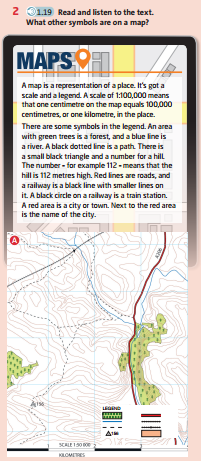 2 1.19 Read and listen to the text.
What other symbols are on a map?
MAPS
A map is a representation of a place. It's got a
scale and a legend. A scale of 1:100,000 means
that one centimetre on the map equals 100,000
centimetres, or one kilometre, in the place.
There are some symbols in the legend. An area
with green trees is a forest, and a blue line is
a river. A black dotted line is a path. There is
a small black triangle and a number for a hill.
The number – for example 112 – means that the
hill is 112 metres high. Red lines are roads, and
a railway is a black line with smaller lines on
it. A black circle on a railway is a train station.
A red area is a city or town. Next to the red area
is the name of the city.
A
156
LEGEND
156
SCALE 1:50 000
KILOMETRES